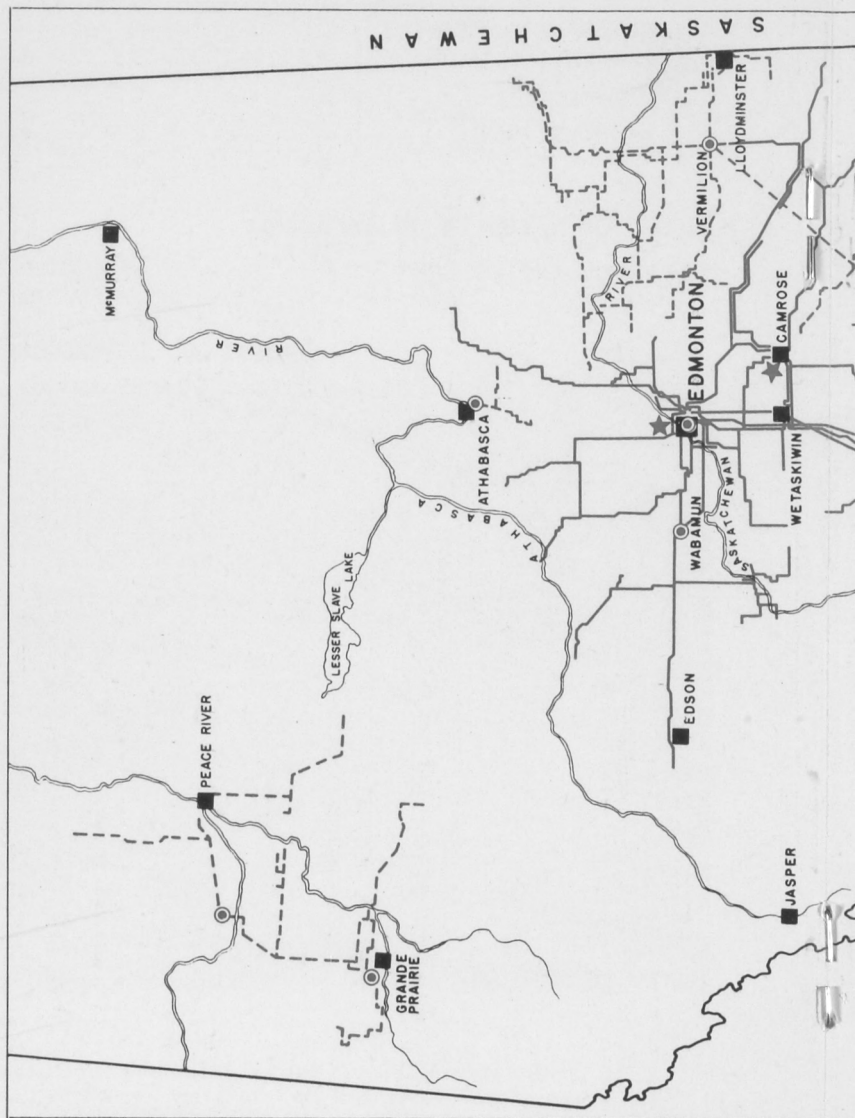 SASKATCHEWAN
McMURRAY
RIVER
ATHABASCA
ATHABASCA
LESSER SLAVE LAKE
PEACE RIVER
GRANDE
PRAIRIE
JASPER
EDSON
WABAMUN
SASKATCHEWAN
RIVER
EDMONTON
WETASKIWIN
CAMROSE
VERMILION
LLOYDMINSTER